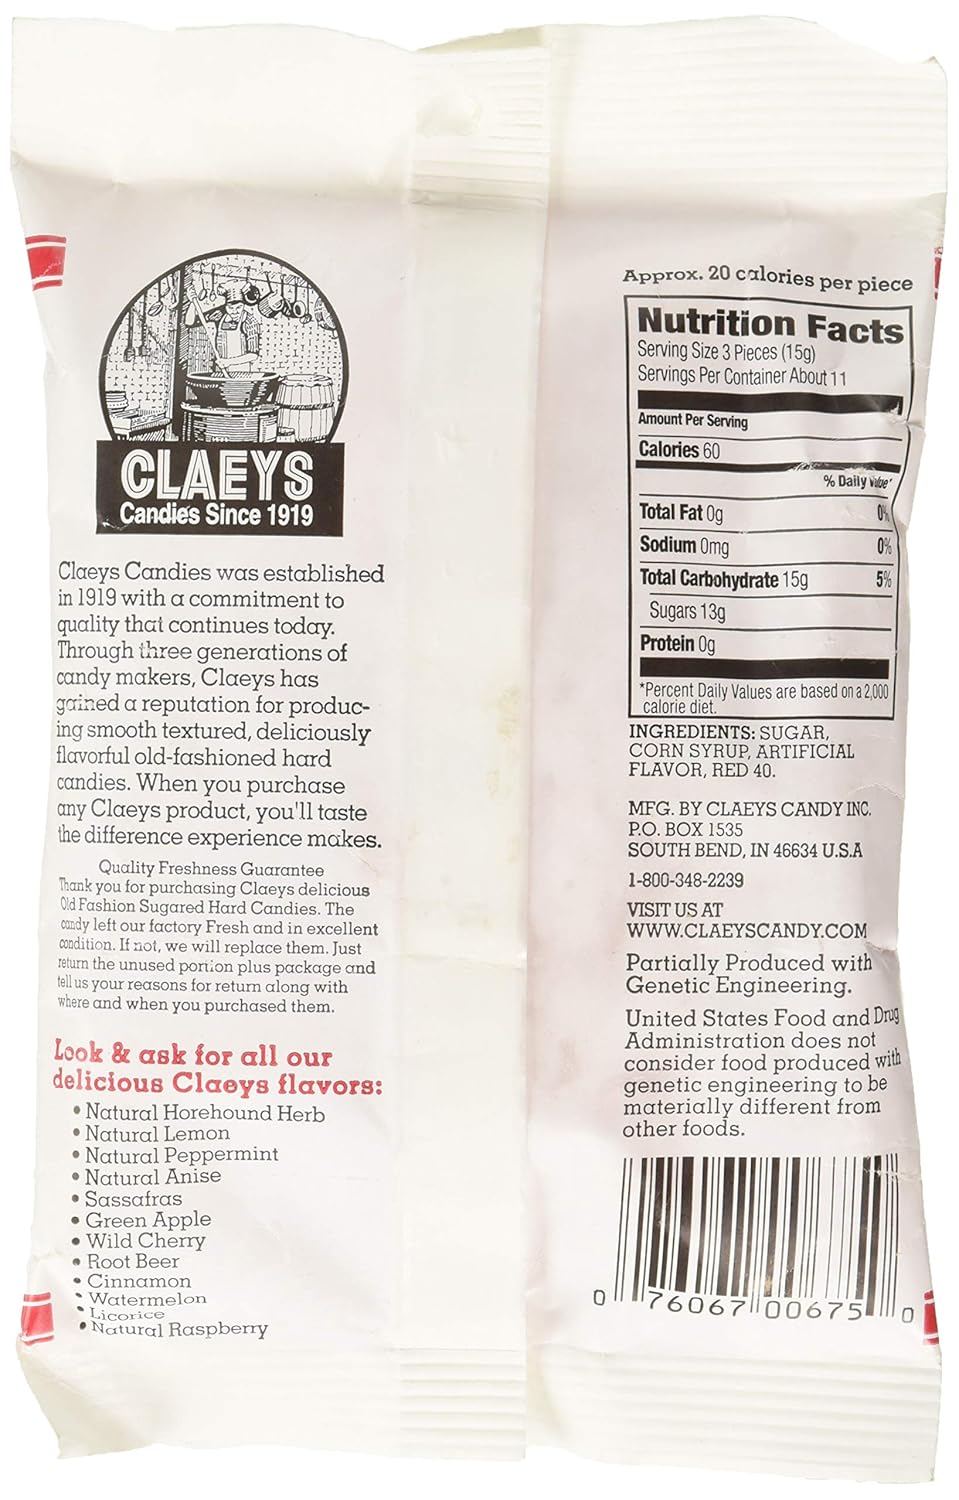 CLAEYS
Candies Since 1919
Claeys Candies was established
in 1919 with a commitment to
quality that continues today.
Through three generations of
candy makers, Claeys has
gained a reputation for produc-
ing smooth textured, deliciously
flavorful old-fashioned hard
candies. When you purchase
any Claeys product, you'll taste
the difference experience makes.
Quality Freshness Guarantee
Thank you for purchasing Claeys delicious
Old Fashion Sugared Hard Candies. The
candy left our factory Fresh and in excellent
condition. If not, we will replace them. Just
return the unused portion plus package and
tell us your reasons for return along with
where and when you purchased them.
Look & ask for all our
delicious Claeys flavors:
• Natural Horehound Herb
• Natural Lemon
• Natural Peppermint
• Natural Anise
• Sassafras
• Green Apple
• Wild Cherry
• Root Beer
• Cinnamon
• Watermelon
• Licorice
• Natural Raspberry
Approx. 20 calories per piece
Nutrition Facts
Serving Size 3 Pieces (15g)
Servings Per Container About 11
Amount Per Serving
Calories 60
% Daily Value*
Total Fat 0g 0%
Sodium 0mg 0%
Total Carbohydrate 15g 5%
Sugars 13g
Protein 0g
*Percent Daily Values are based on a 2,000
calorie diet.
INGREDIENTS: SUGAR,
CORN SYRUP, ARTIFICIAL
FLAVOR, RED 40.
MFG. BY CLAEYS CANDY INC.
P.O. BOX 1535
SOUTH BEND, IN 46634 U.S.A
1-800-348-2239
VISIT US AT
WWW.CLAEYSCANDY.COM
Partially Produced with
Genetic Engineering.
United States Food and Drug
Administration does not
consider food produced with
genetic engineering to be
materially different from
other foods.
0 76067 00675 0